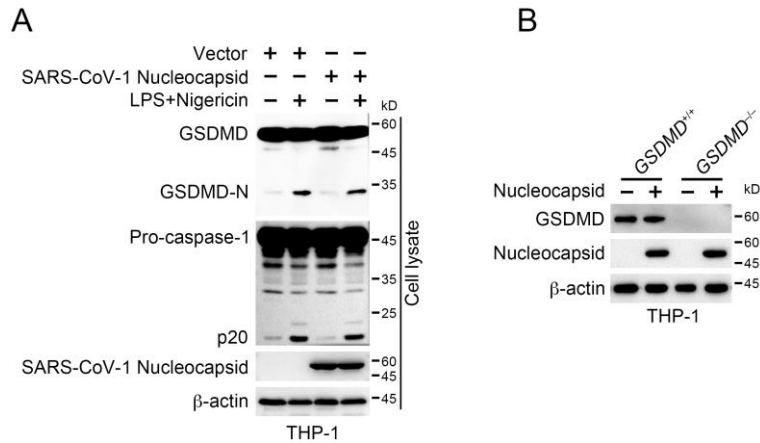 A
Vector + + − −
SARS-CoV-1 Nucleocapsid − − + +
LPS+Nigericin − + − +
kD
GSDMD
60
45
GSDMD-N
35
Pro-caspase-1
45
35
25
p20
SARS-CoV-1 Nucleocapsid
60
45
β-actin
45
Cell lysate
THP-1
B
GSDMD+/+ GSDMD−/−
Nucleocapsid − + − + kD
GSDMD 60
Nucleocapsid
60
45
β-actin 45
THP-1